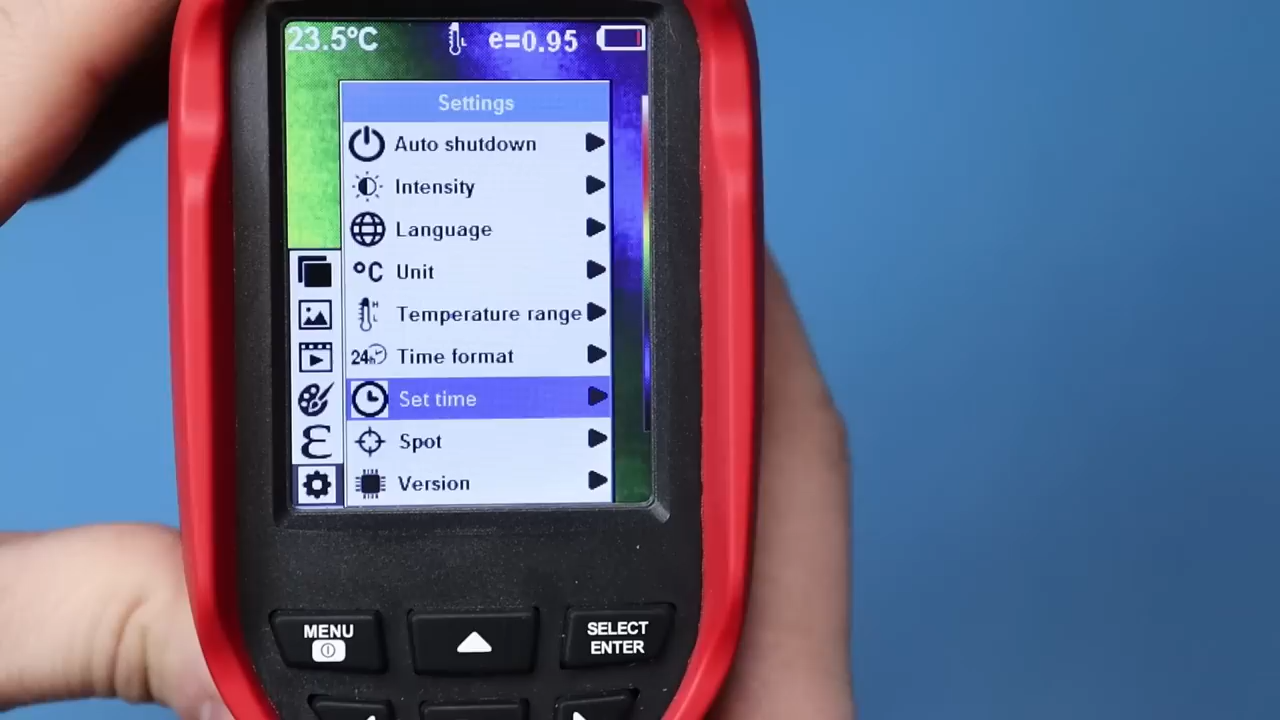 23.5°C e=0.95
Settings
Auto shutdown
Intensity
Language
°C Unit
H
L
Temperature range
24h Time format
Set time
Spot
ε
Version
MENU
SELECT
ENTER